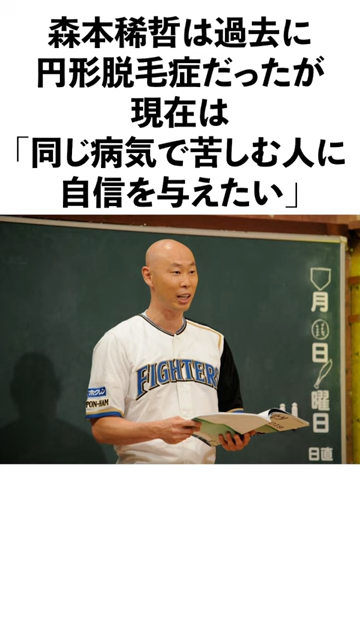 森本稀哲は過去に
円形脱毛症だったが
現在は
「同じ病気で苦しむ人に
自信を与えたい」
FIGHTERS
PON-HAM
月
日
曜日
日直